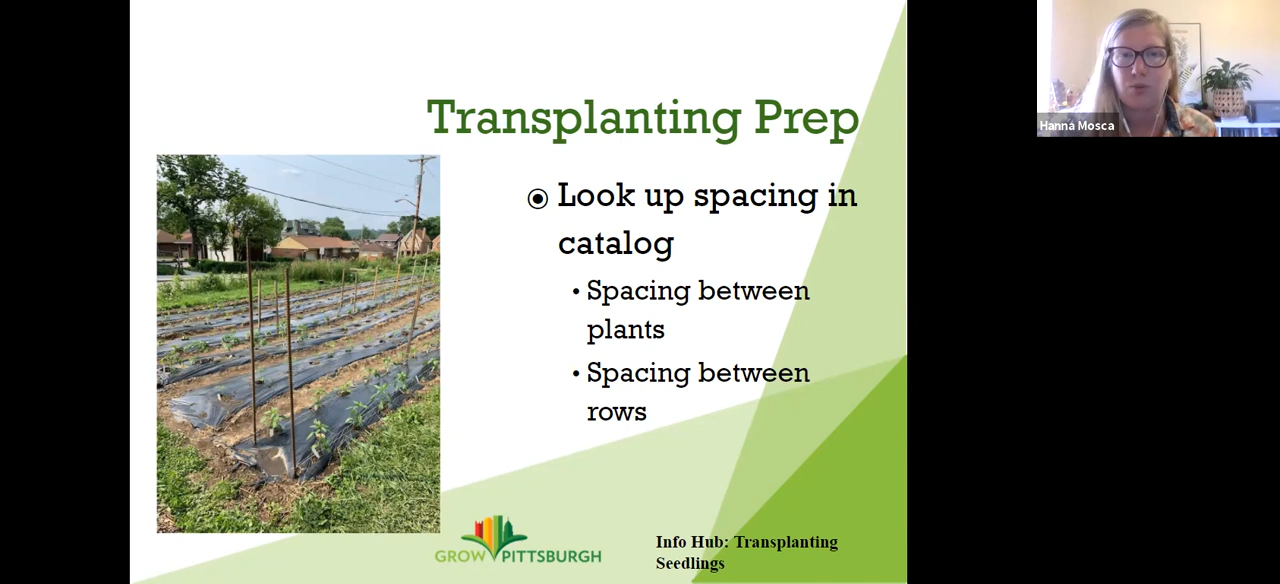 Transplanting Prep
Look up spacing in
catalog
Spacing between
plants
Spacing between
rows
GROW PITTSBURGH
Info Hub: Transplanting
Seedlings
Hanna Mosca